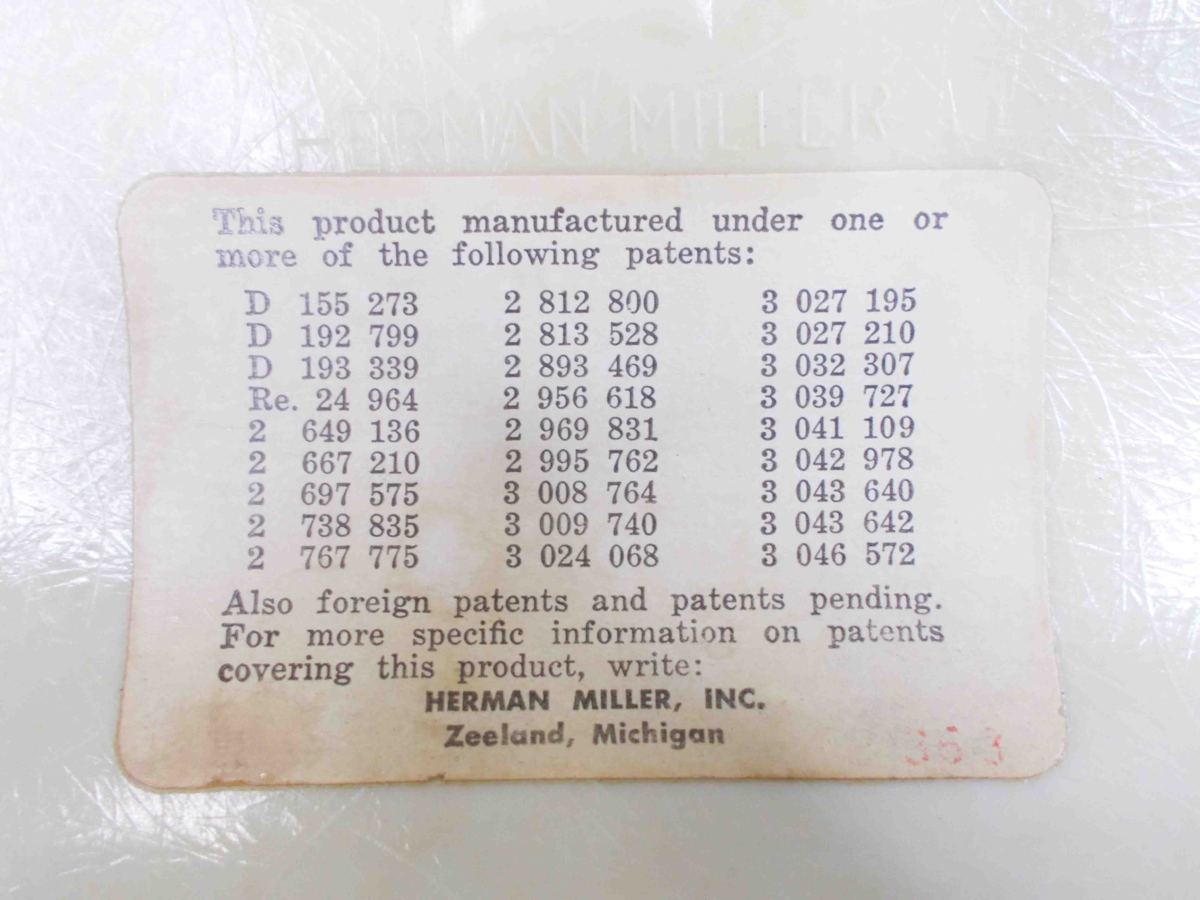 HERMAN MILLER
This product manufactured under one or
more of the following patents:
D 155 273 2 812 800 3 027 195
D 192 799 2 813 528 3 027 210
D 193 339 2 893 469 3 032 307
Re. 24 964 2 956 618 3 039 727
2 649 136 2 969 831 3 041 109
2 667 210 2 995 762 3 042 978
2 697 575 3 008 764 3 043 640
2 738 835 3 009 740 3 043 642
2 767 775 3 024 068 3 046 572
Also foreign patents and patents pending.
For more specific information on patents
covering this product, write:
HERMAN MILLER, INC.
Zeeland, Michigan